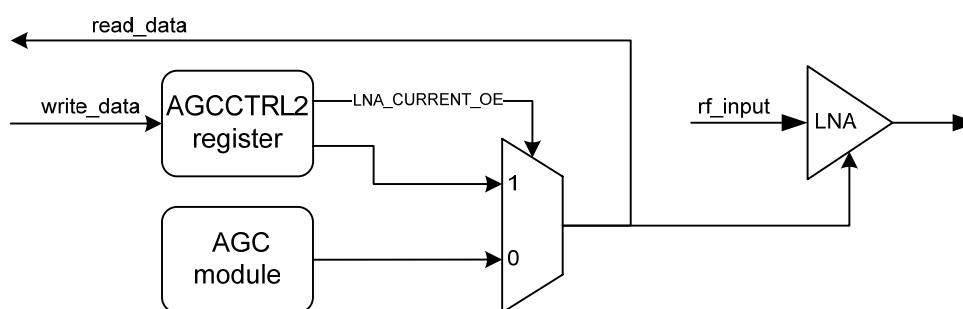 read_data
write_data
AGCCTRL2
register
LNA_CURRENT_OE
rf_input
LNA
1
AGC
module
0